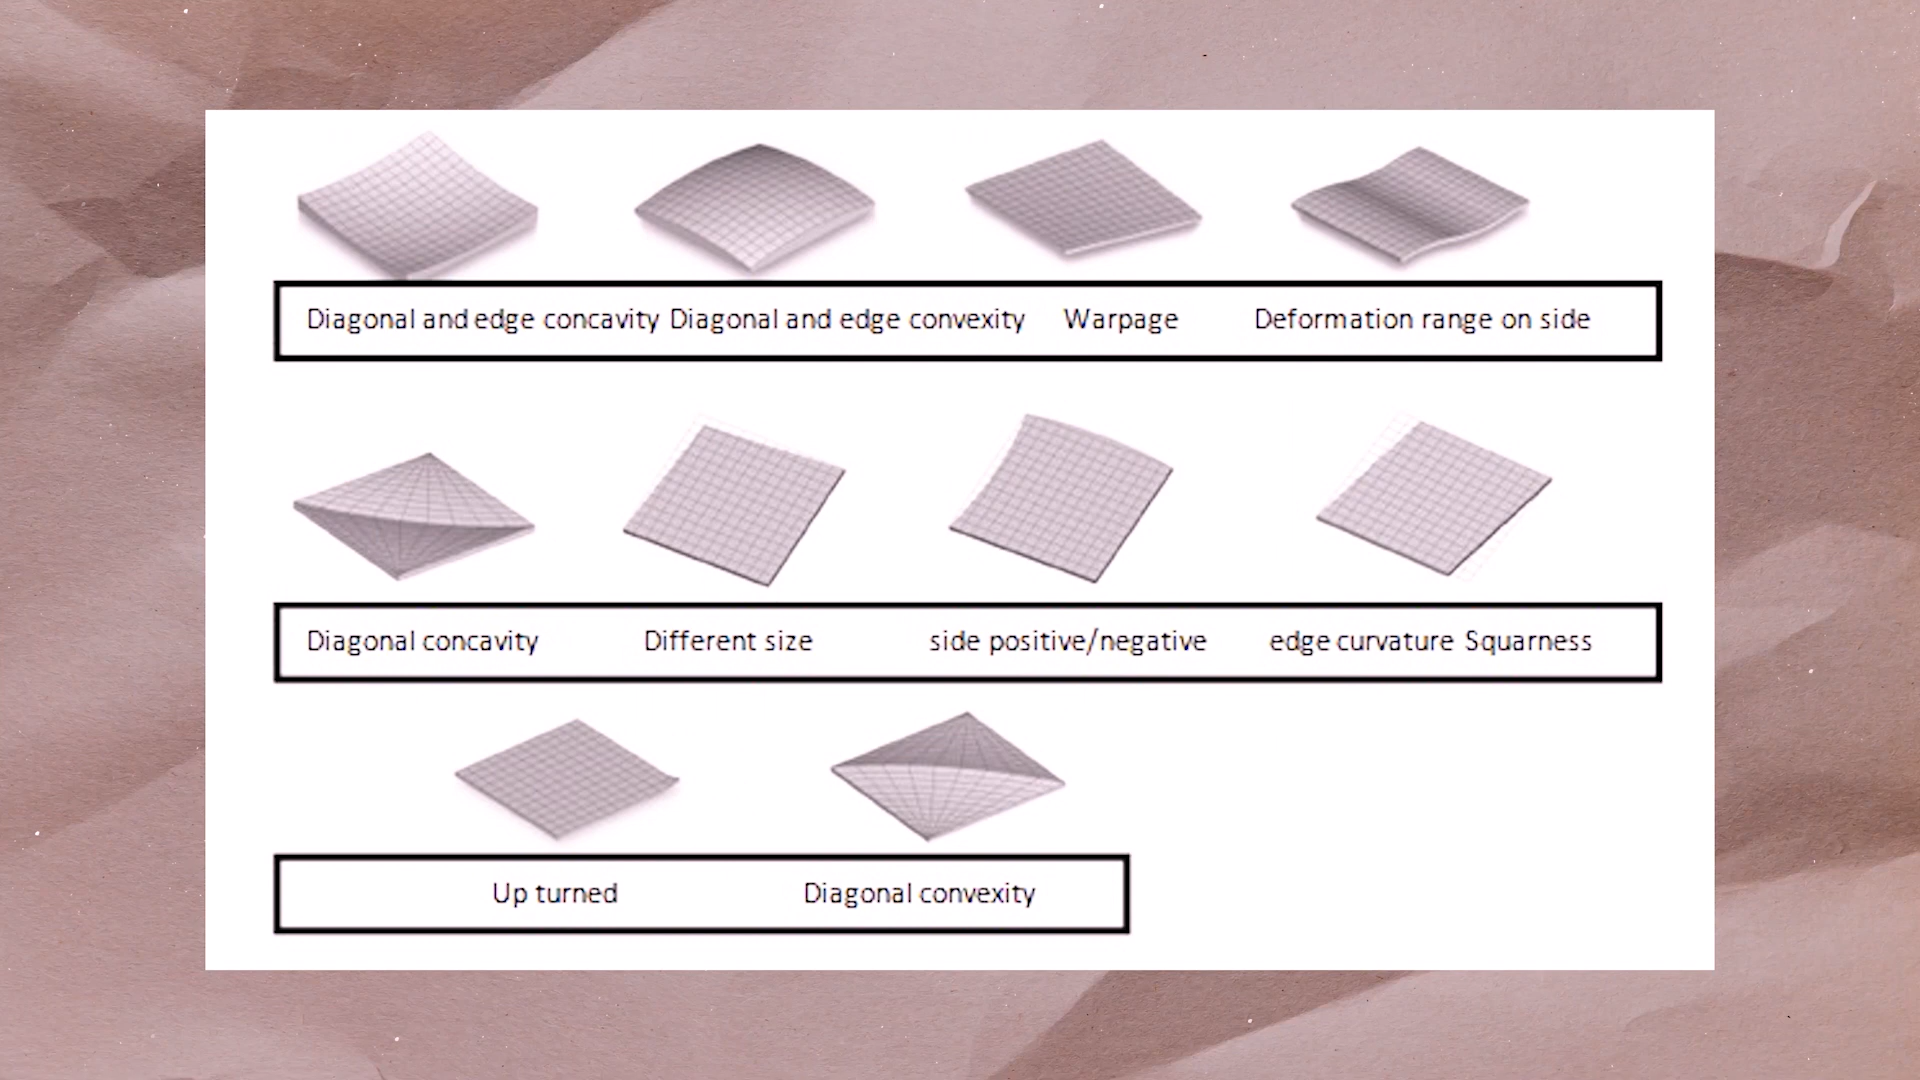 Diagonal and edge concavity Diagonal and edge convexity Warpage Deformation range on side
Diagonal concavity Different size side positive/negative edge curvature Squarness
Up turned Diagonal convexity